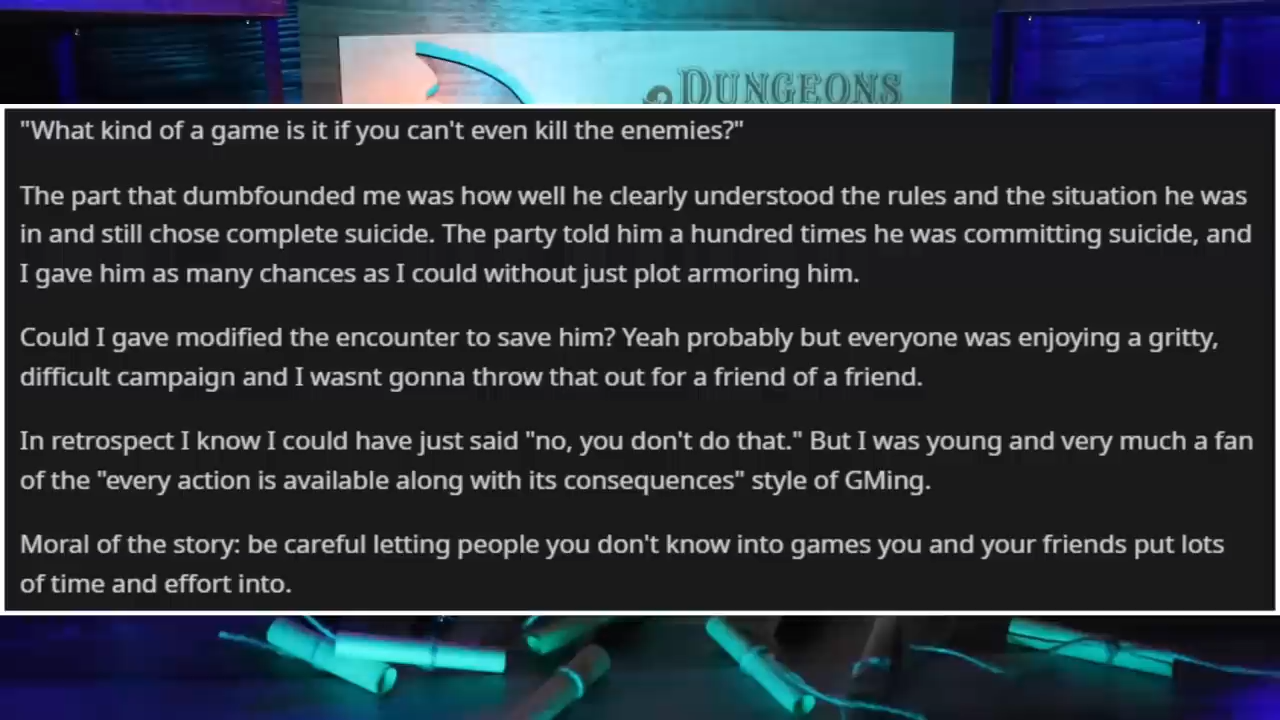 DUNGEONS
"What kind of a game is it if you can't even kill the enemies?"
The part that dumbfounded me was how well he clearly understood the rules and the situation he was
in and still chose complete suicide. The party told him a hundred times he was committing suicide, and
I gave him as many chances as I could without just plot armoring him.
Could I gave modified the encounter to save him? Yeah probably but everyone was enjoying a gritty,
difficult campaign and I wasnt gonna throw that out for a friend of a friend.
In retrospect I know I could have just said "no, you don't do that." But I was young and very much a fan
of the "every action is available along with its consequences" style of GMing.
Moral of the story: be careful letting people you don't know into games you and your friends put lots
of time and effort into.